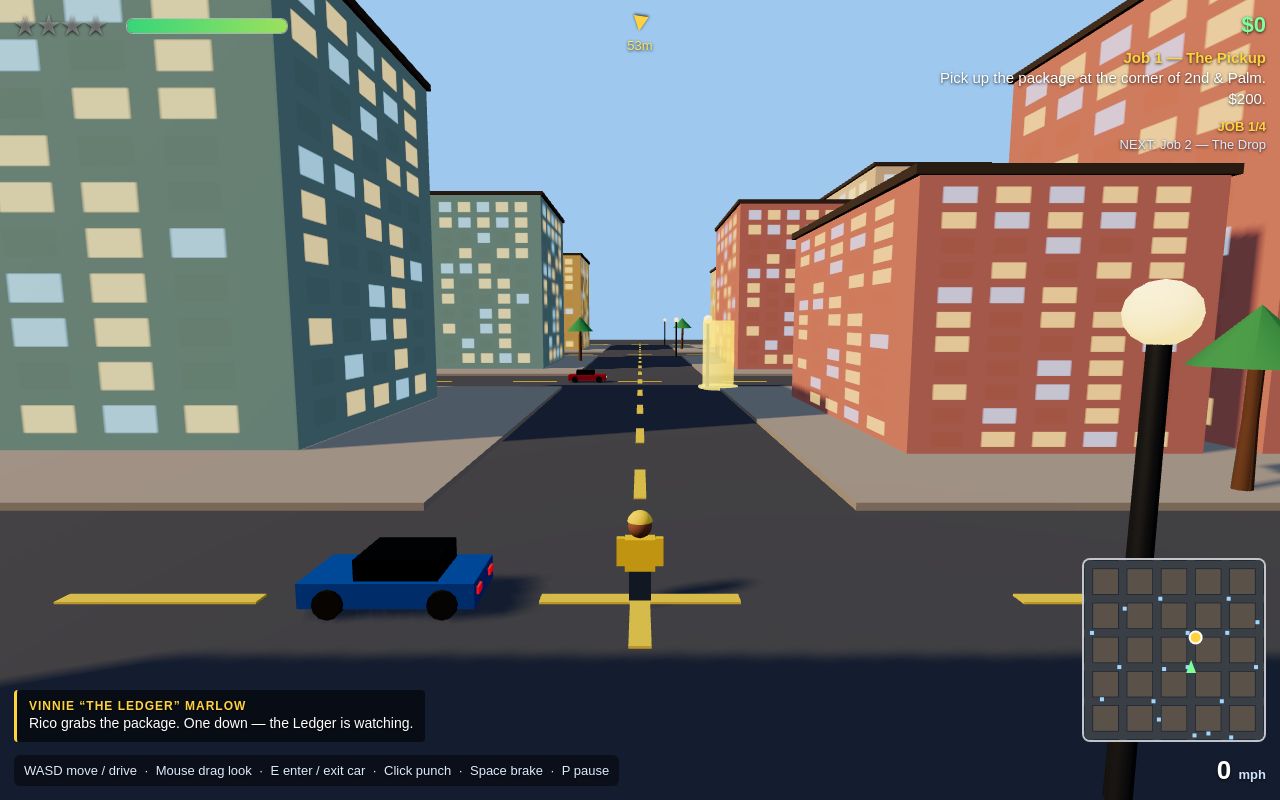 53m
$0
Job 1 — The Pickup
Pick up the package at the corner of 2nd & Palm.
$200.
JOB 1/4
NEXT: Job 2 — The Drop
VINNIE “THE LEDGER” MARLOW
Rico grabs the package. One down — the Ledger is watching.
WASD move / drive · Mouse drag look · E enter / exit car · Click punch · Space brake · P pause
0 mph